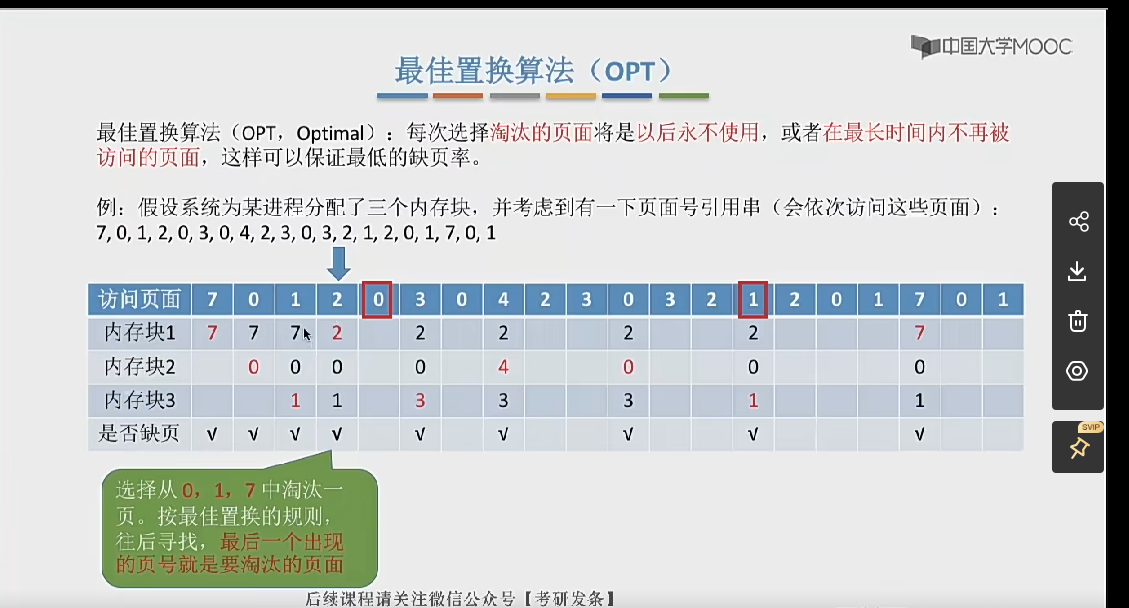 中国大学MOOC
最佳置换算法（OPT）
最佳置换算法（OPT，Optimal）：每次选择淘汰的页面将是以后永不使用，或者在最长时间内不再被
访问的页面，这样可以保证最低的缺页率。
例：假设系统为某进程分配了三个内存块，并考虑到有一下页面号引用串（会依次访问这些页面）：
7, 0, 1, 2, 0, 3, 0, 4, 2, 3, 0, 3, 2, 1, 2, 0, 1, 7, 0, 1
访问页面 7 0 1 2 0 3 0 4 2 3 0 3 2 1 2 0 1 7 0 1
内存块1 7 7 7 2 2 2 2 2 7
内存块2 0 0 0 0 4 0 0 0
内存块3 1 1 3 3 3 1 1
是否缺页 √ √ √ √ √ √ √ √ √
选择从 0，1，7 中淘汰一
页。按最佳置换的规则，
往后寻找，最后一个出现
的页号就是要淘汰的页面
SVIP
后续课程请关注微信公众号【考研发条】